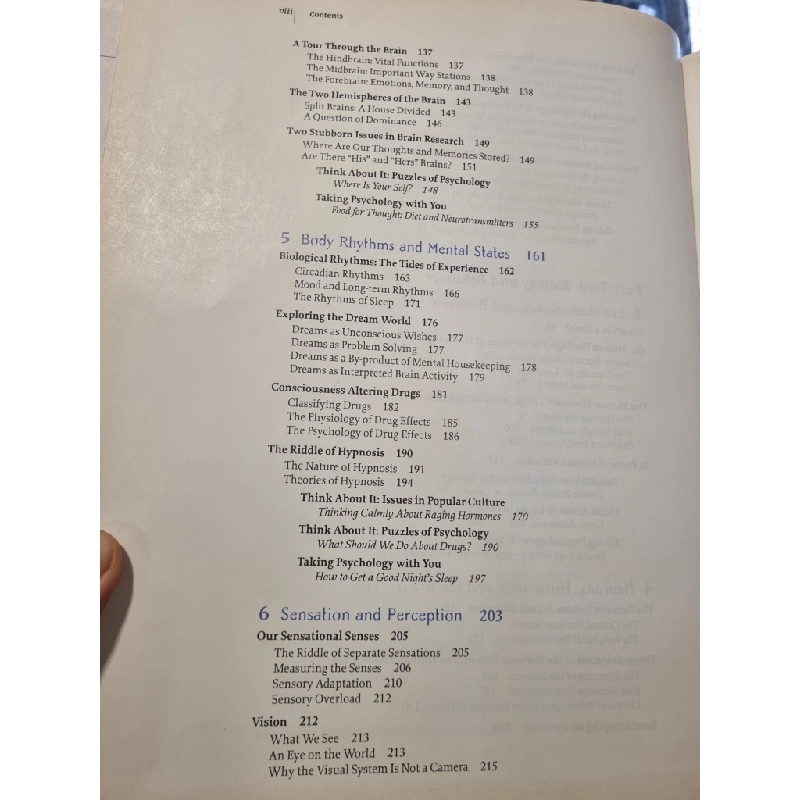 viii Contents
A Tour Through the Brain 137
The Hindbrain: Vital Functions 137
The Midbrain: Important Way Stations 138
The Forebrain: Emotions, Memory, and Thought 138
The Two Hemispheres of the Brain 143
Split Brains: A House Divided 143
A Question of Dominance 146
Two Stubborn Issues in Brain Research 149
Where Are Our Thoughts and Memories Stored? 149
Are There "His" and "Hers" Brains? 151
Think About It: Puzzles of Psychology
Where Is Your Self? 148
Taking Psychology with You
Food for Thought: Diet and Neurotransmitters 155
5 Body Rhythms and Mental States 161
Biological Rhythms: The Tides of Experience 162
Circadian Rhythms 163
Mood and Long-term Rhythms 166
The Rhythms of Sleep 171
Exploring the Dream World 176
Dreams as Unconscious Wishes 177
Dreams as Problem Solving 177
Dreams as a By-product of Mental Housekeeping 178
Dreams as Interpreted Brain Activity 179
Consciousness Altering Drugs 181
Classifying Drugs 182
The Physiology of Drug Effects 185
The Psychology of Drug Effects 186
The Riddle of Hypnosis 190
The Nature of Hypnosis 191
Theories of Hypnosis 194
Think About It: Issues in Popular Culture
Thinking Calmly About Raging Hormones 170
Think About It: Puzzles of Psychology
What Should We Do About Drugs? 190
Taking Psychology with You
How to Get a Good Night's Sleep 197
6 Sensation and Perception 203
Our Sensational Senses 205
The Riddle of Separate Sensations 205
Measuring the Senses 206
Sensory Adaptation 210
Sensory Overload 212
Vision 212
What We See 213
An Eye on the World 213
Why the Visual System Is Not a Camera 215